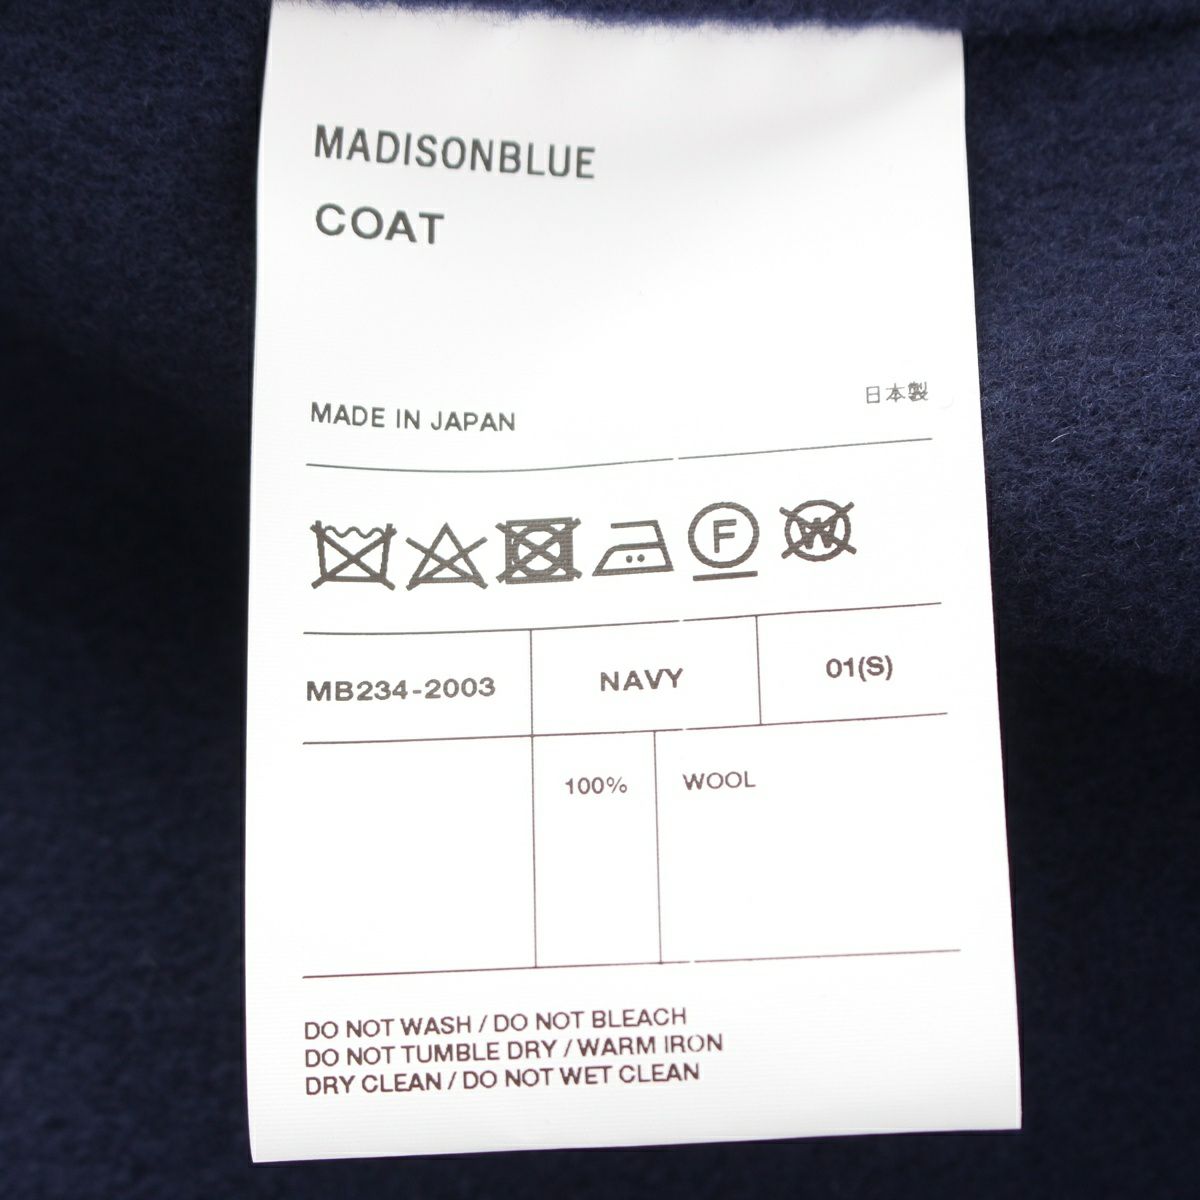 MADISONBLUE
COAT
MADE IN JAPAN 日本製
F W
MB234-2003 NAVY 01(S)
100% WOOL
DO NOT WASH / DO NOT BLEACH
DO NOT TUMBLE DRY / WARM IRON
DRY CLEAN / DO NOT WET CLEAN